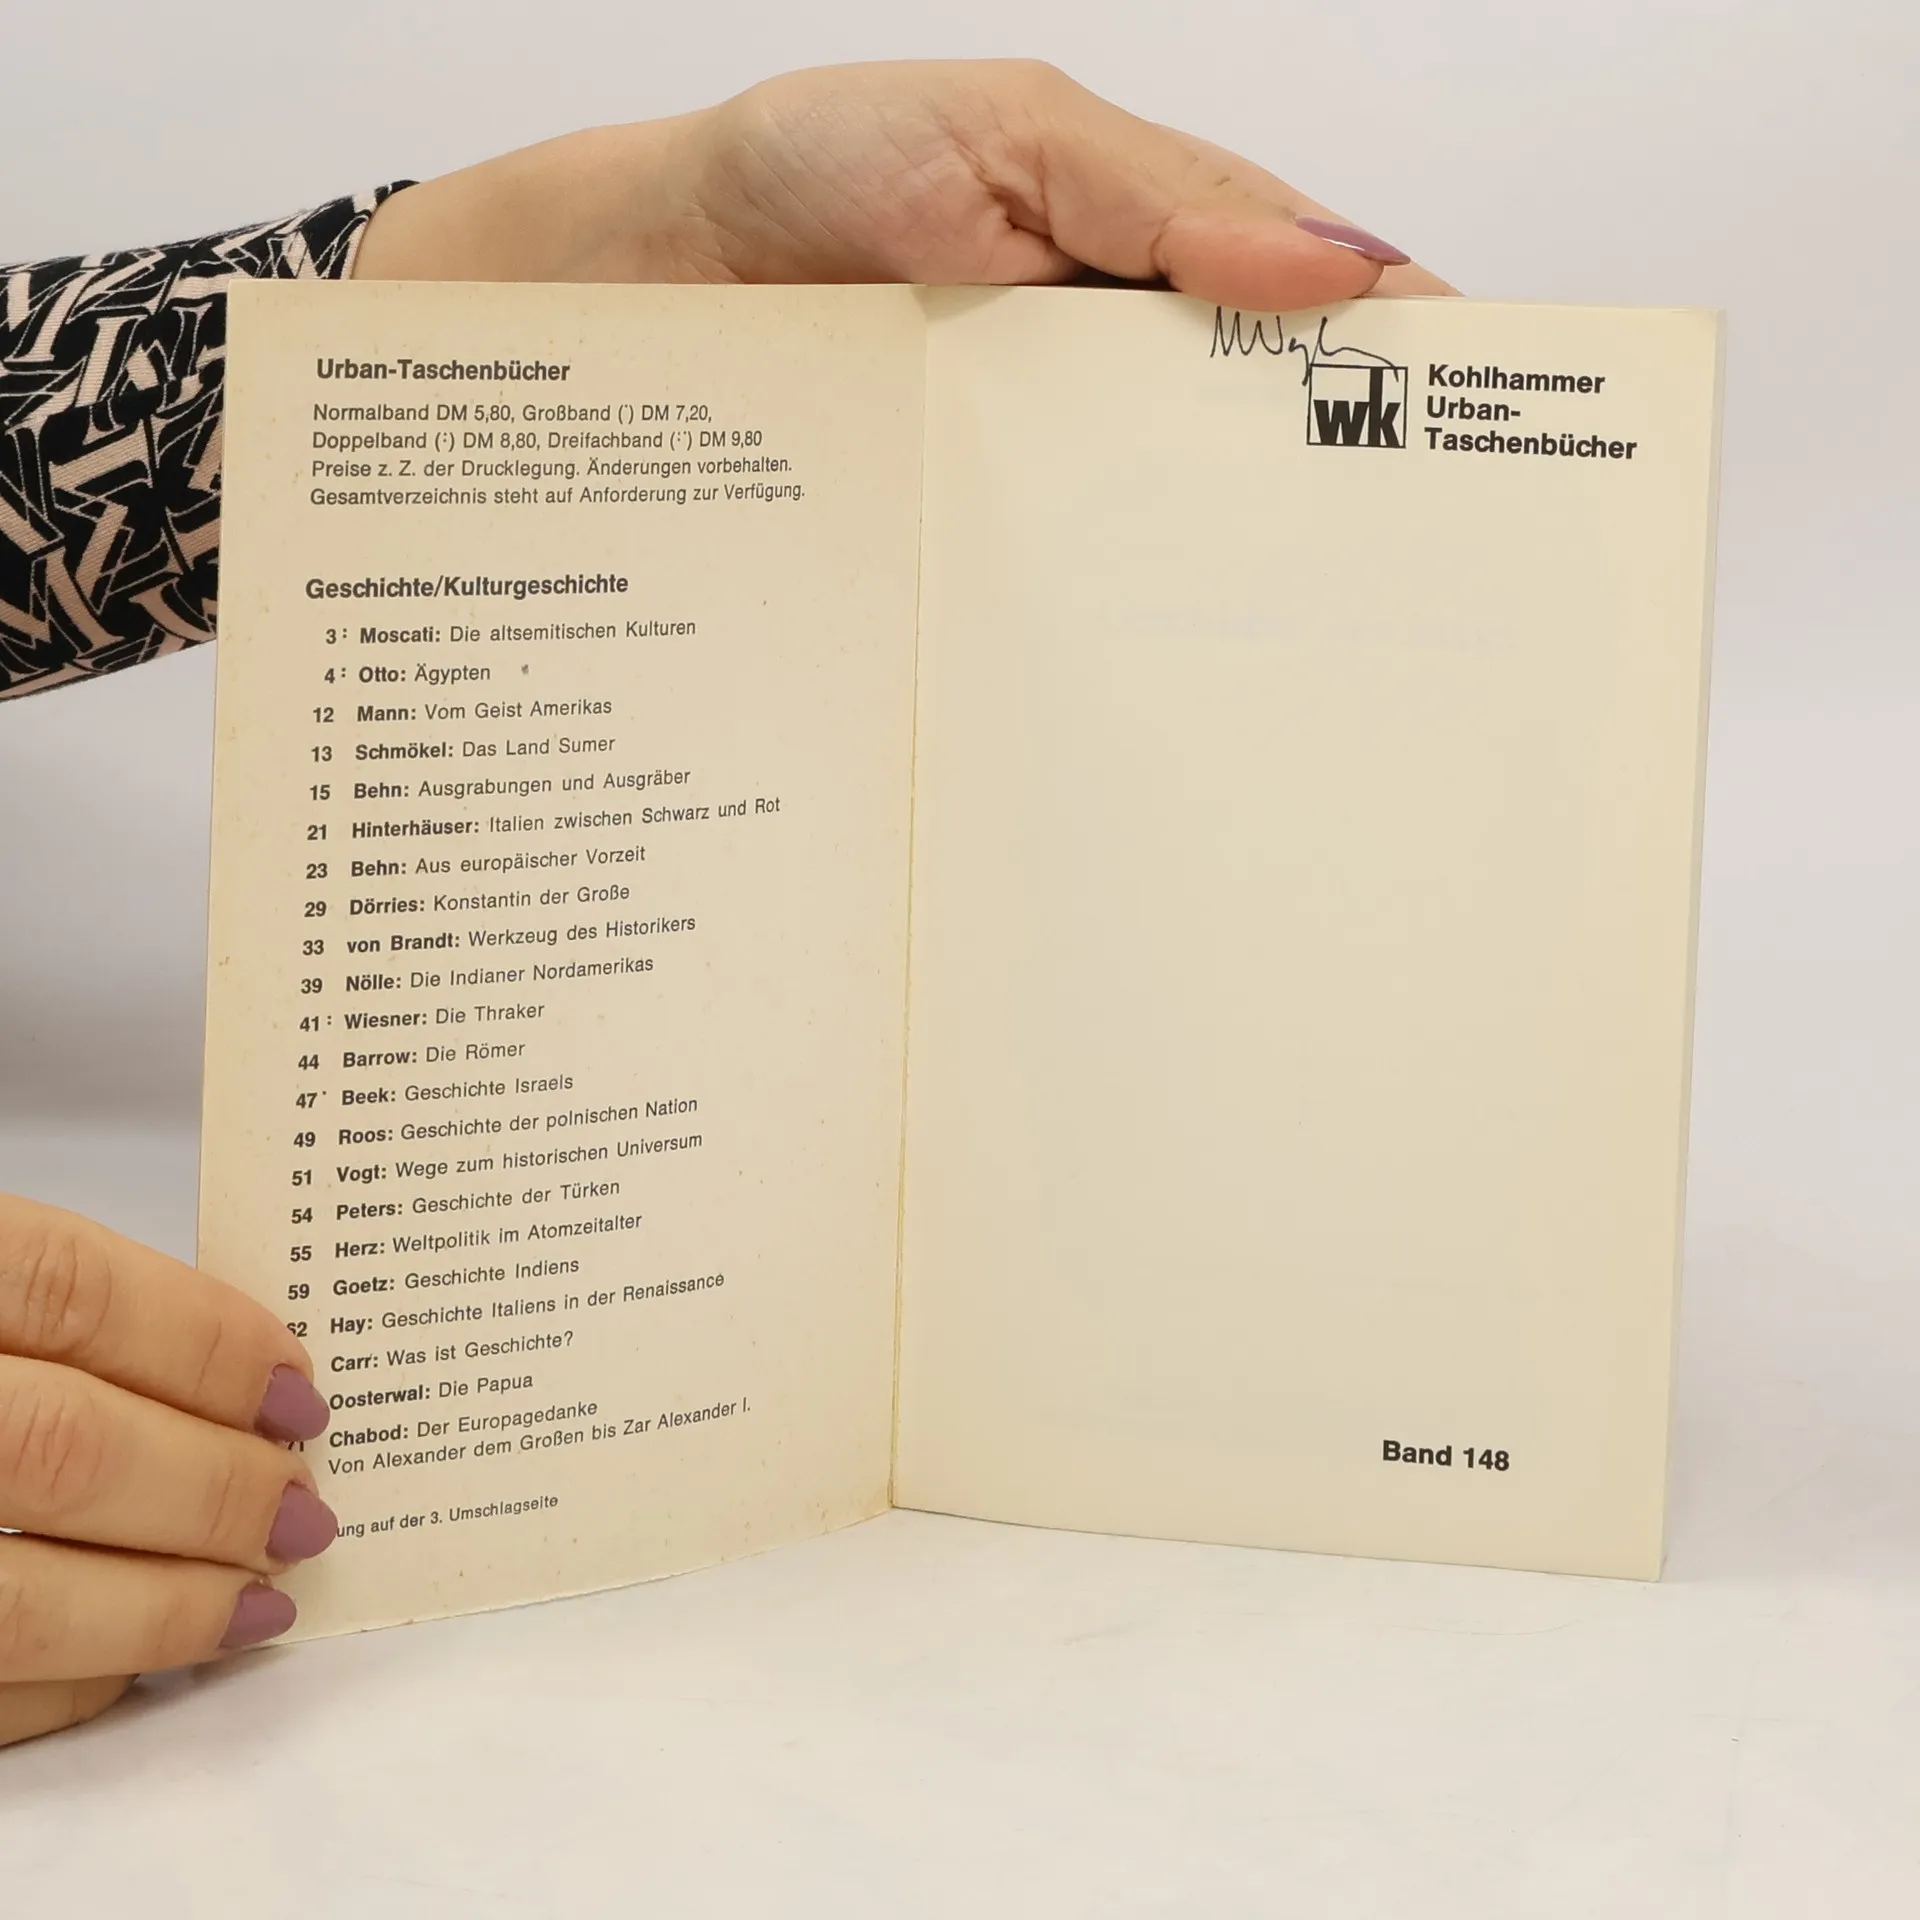 Urban-Taschenbücher
Normalband DM 5,80, Großband (˙) DM 7,20,
Doppelband (:) DM 8,80, Dreifachband (:˙) DM 9,80
Preise z. Z. der Drucklegung. Änderungen vorbehalten.
Gesamtverzeichnis steht auf Anforderung zur Verfügung.
Geschichte/Kulturgeschichte
3: Moscati: Die altsemitischen Kulturen
4: Otto: Ägypten
12 Mann: Vom Geist Amerikas
13 Schmökel: Das Land Sumer
15 Behn: Ausgrabungen und Ausgräber
21 Hinterhäuser: Italien zwischen Schwarz und Rot
23 Behn: Aus europäischer Vorzeit
29 Dörries: Konstantin der Große
33 von Brandt: Werkzeug des Historikers
39 Nölle: Die Indianer Nordamerikas
41: Wiesner: Die Thraker
44 Barrow: Die Römer
47˙ Beek: Geschichte Israels
49 Roos: Geschichte der polnischen Nation
51 Vogt: Wege zum historischen Universum
54 Peters: Geschichte der Türken
55 Herz: Weltpolitik im Atomzeitalter
59 Goetz: Geschichte Indiens
62 Hay: Geschichte Italiens in der Renaissance
Carr: Was ist Geschichte?
Oosterwal: Die Papua
71 Chabod: Der Europagedanke
Von Alexander dem Großen bis Zar Alexander I.
ung auf der 3. Umschlagseite
wk
Kohlhammer
Urban-
Taschenbücher
Band 148